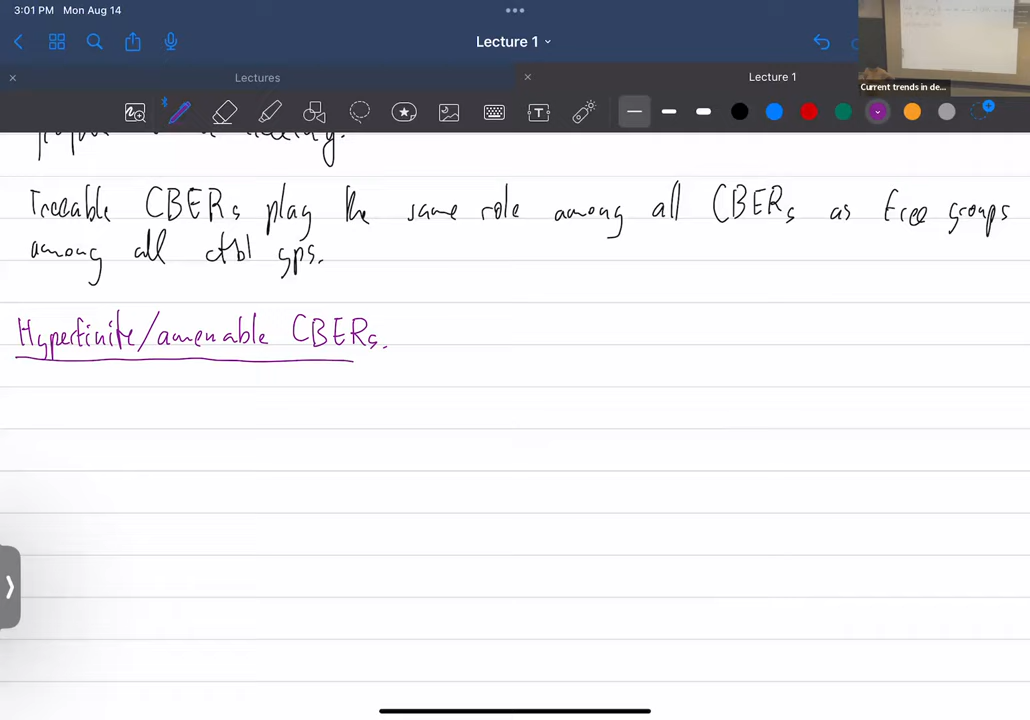 3:01 PM Mon Aug 14
Lecture 1
Lectures
Lecture 1
Current trends in de...
Treeable CBERs play the same role among all CBERs as free groups
among all ctbl gps.
Hyperfinite/amenable CBERs.